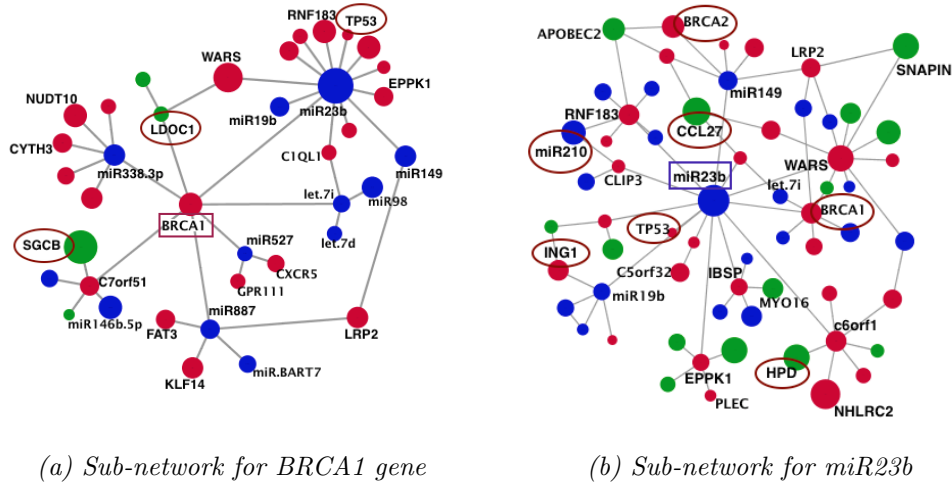 RNF183
TP53
WARS
EPPK1
NUDT10
miR23b
miR19b
LDOC1
CYTH3
C1QL1
miR338.3p
miR149
let.7i
miR98
BRCA1
SGCB
miR527
let.7d
C7orf51
CXCR5
GPR111
miR887
miR146b.5p
FAT3
LRP2
miR.BART7
KLF14
(a) Sub-network for BRCA1 gene
BRCA2
APOBEC2
LRP2
SNAPIN
miR149
RNF183
CCL27
miR210
WARS
CLIP3
miR23b
let.7i
BRCA1
TP53
ING1
C5orf32
IBSP
miR19b
MYO16
c6orf1
HPD
EPPK1
PLEC
NHLRC2
(b) Sub-network for miR23b